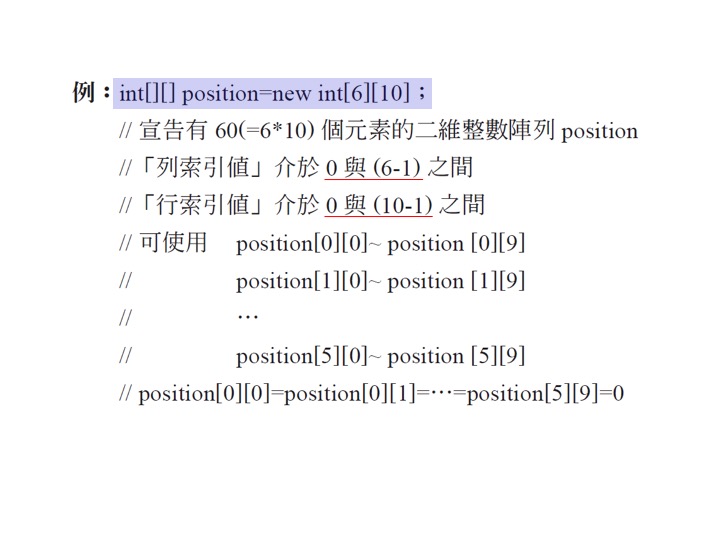 例：int[][] position=new int[6][10]；
// 宣告有 60(=6*10) 個元素的二維整數陣列 position
//「列索引值」介於 0 與 (6-1) 之間
//「行索引值」介於 0 與 (10-1) 之間
// 可使用 position[0][0]~ position [0][9]
// position[1][0]~ position [1][9]
// …
// position[5][0]~ position [5][9]
// position[0][0]=position[0][1]=…=position[5][9]=0